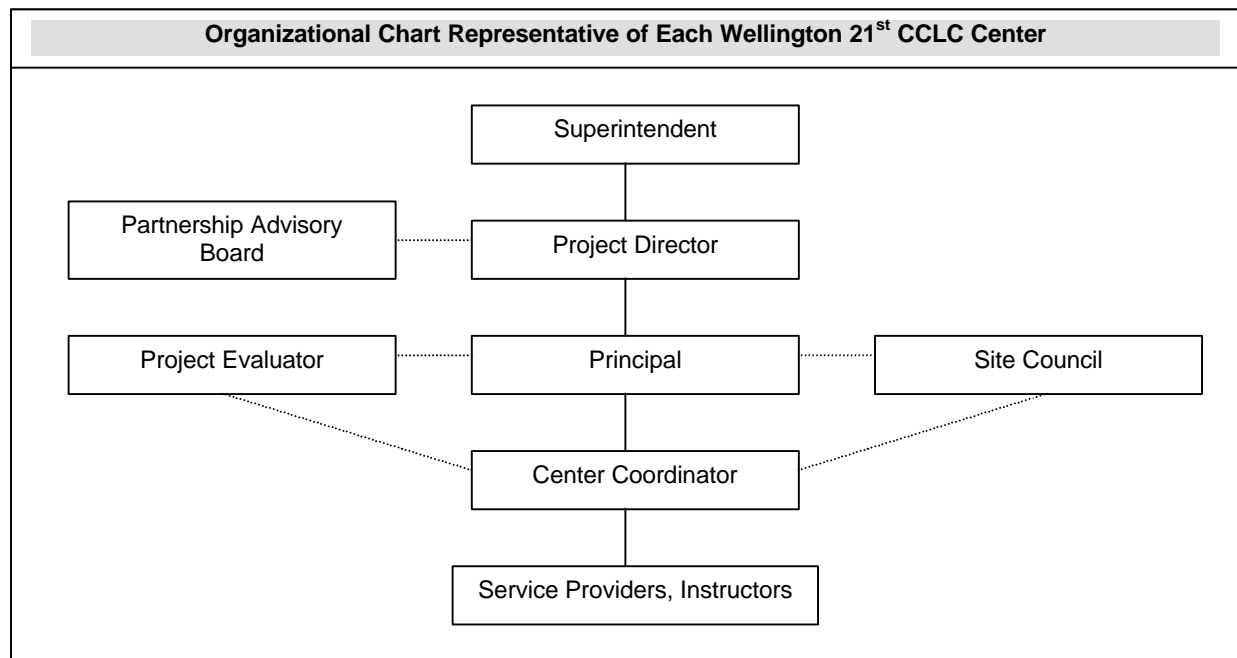 Organizational Chart Representative of Each Wellington 21st CCLC Center
Superintendent
Partnership Advisory
Board
Project Director
Project Evaluator
Principal
Site Council
Center Coordinator
Service Providers, Instructors